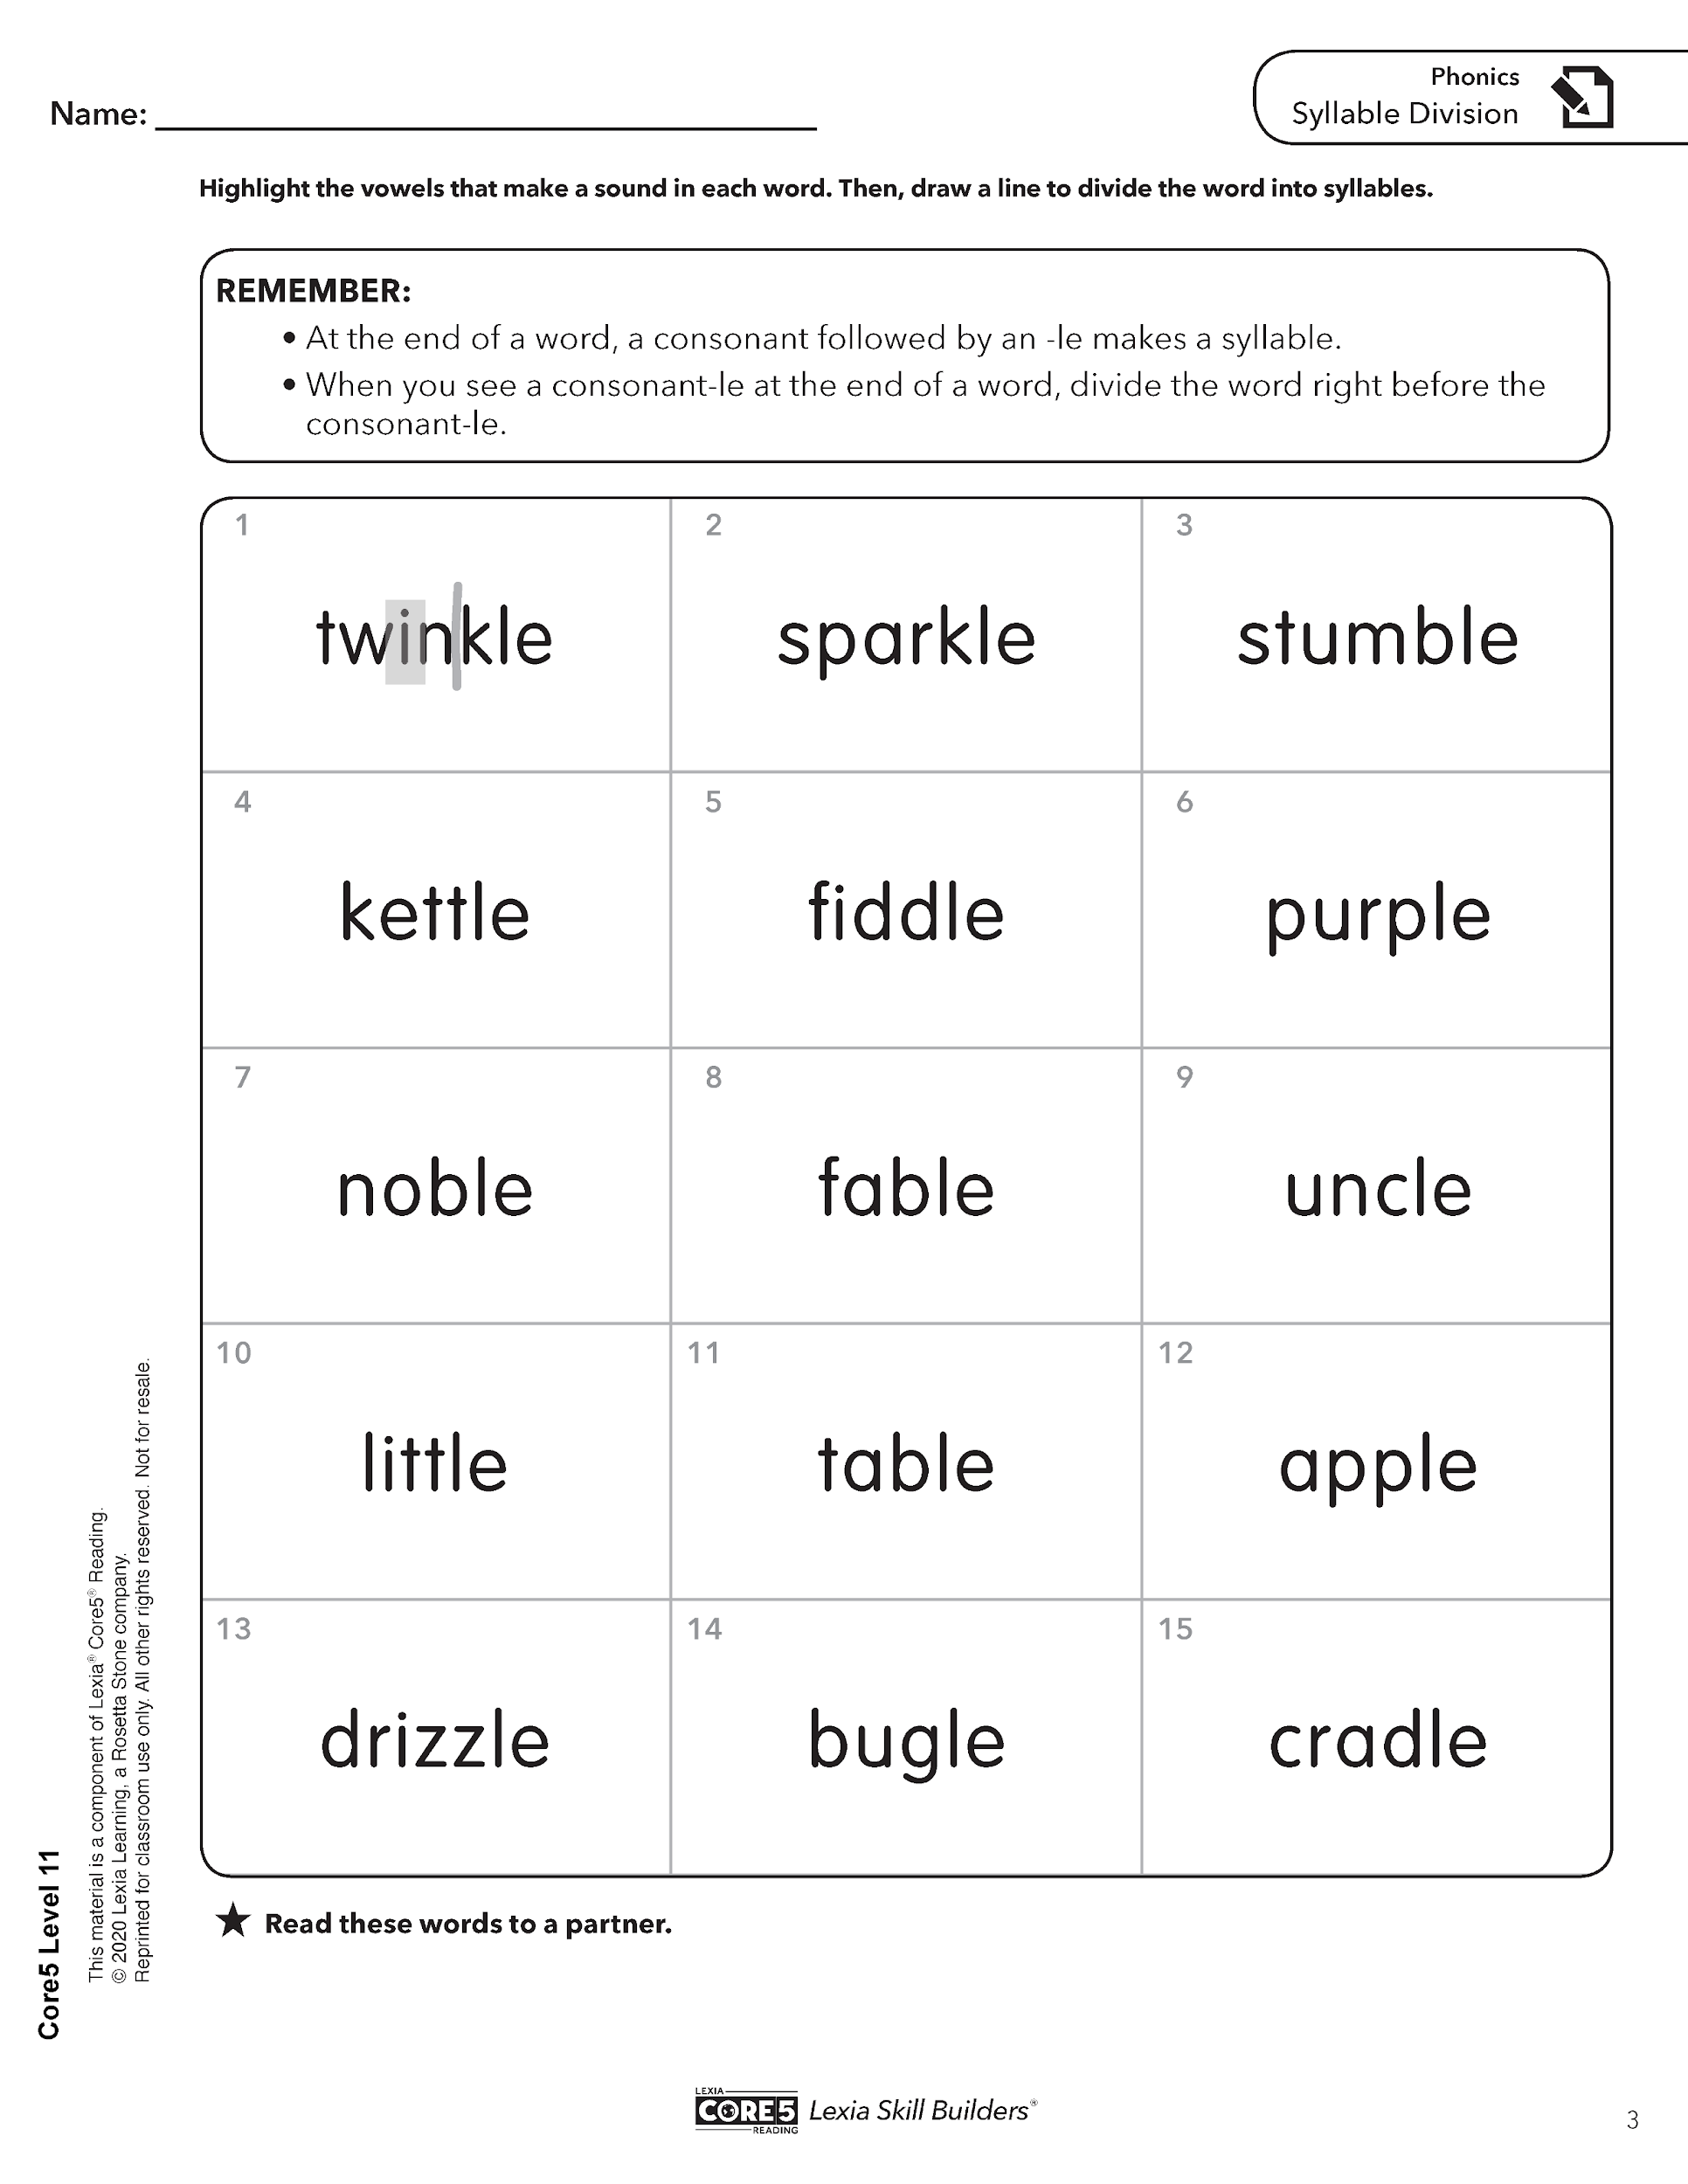 Name:
Phonics
Syllable Division
Highlight the vowels that make a sound in each word. Then, draw a line to divide the word into syllables.
REMEMBER:
• At the end of a word, a consonant followed by an -le makes a syllable.
• When you see a consonant-le at the end of a word, divide the word right before the
consonant-le.
1
twinkle
2
sparkle
3
stumble
4
kettle
5
fiddle
6
purple
7
noble
8
fable
9
uncle
10
little
11
table
12
apple
13
drizzle
14
bugle
15
cradle
★ Read these words to a partner.
Core5 Level 11
This material is a component of Lexia® Core5® Reading.
© 2020 Lexia Learning, a Rosetta Stone company.
Reprinted for classroom use only. All other rights reserved. Not for resale.
LEXIA
CORE5
READING
Lexia Skill Builders®
3